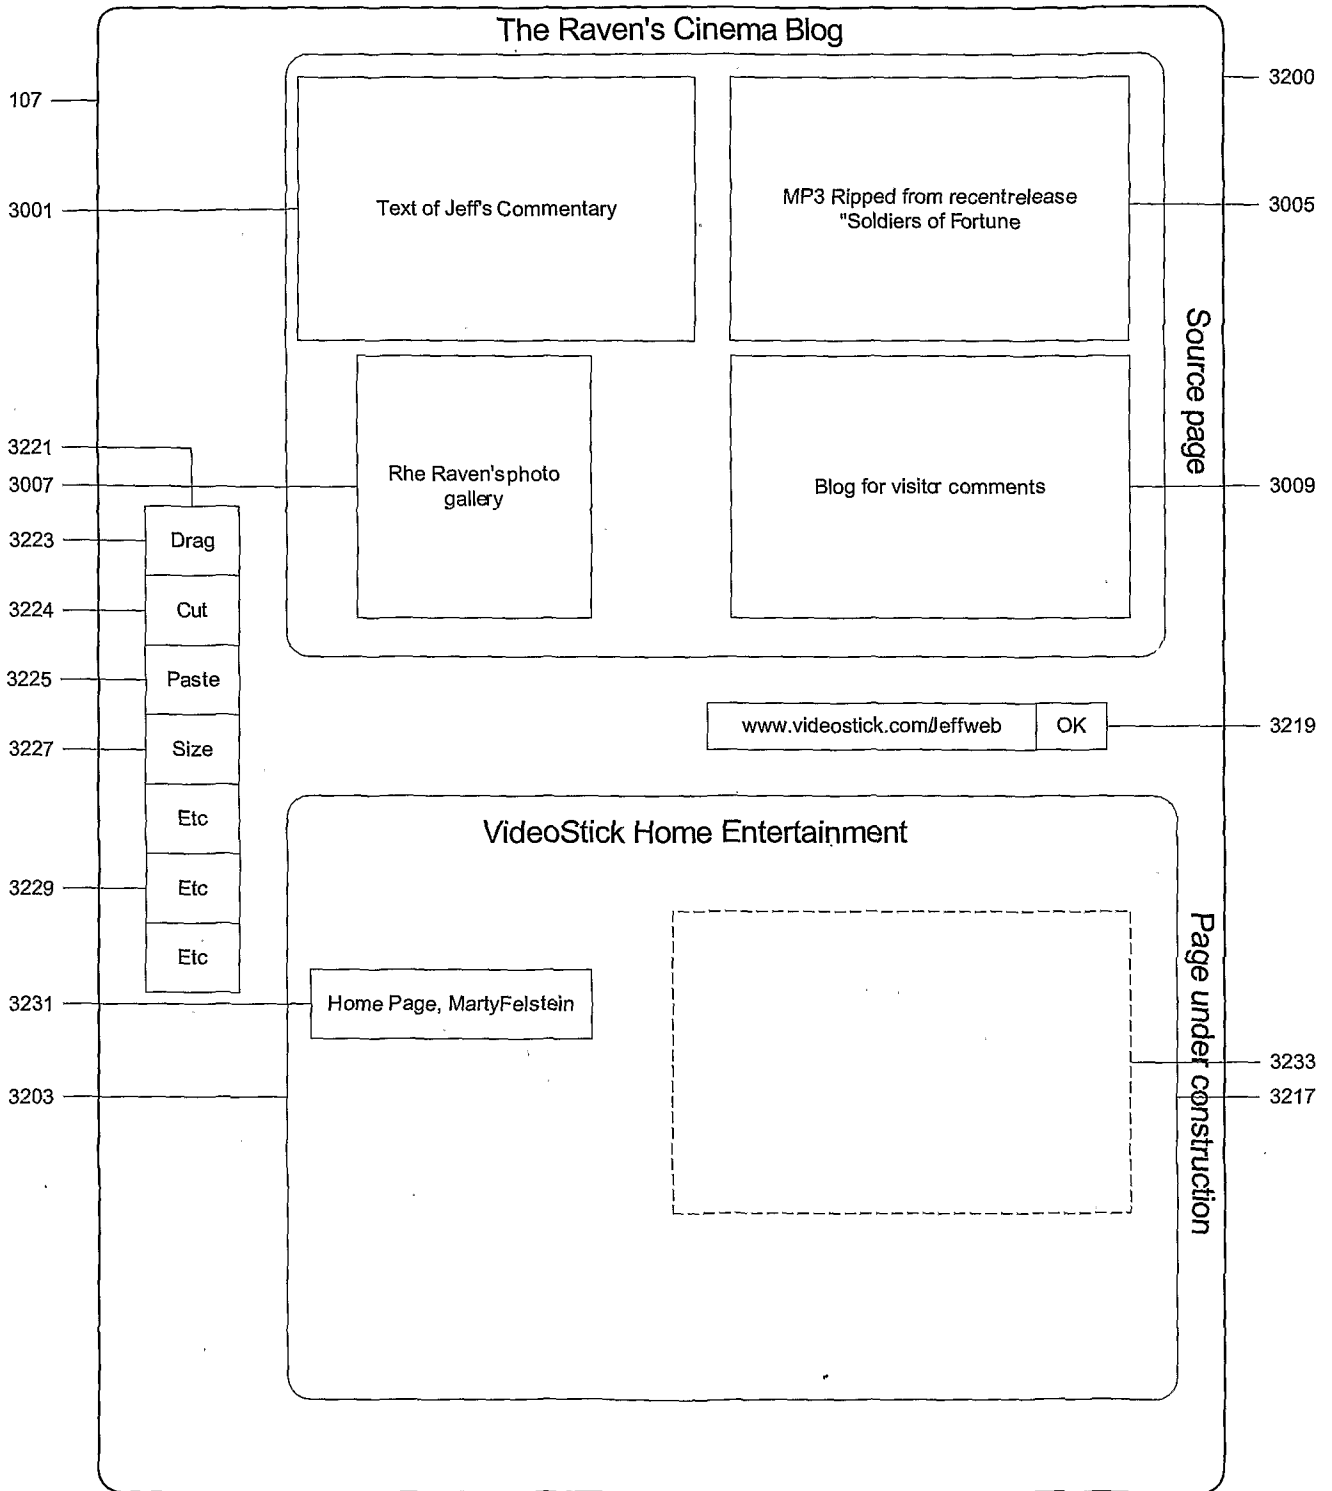 The Raven's Cinema Blog
107
3200
3001
Text of Jeff's Commentary
MP3 Ripped from recentrelease
"Soldiers of Fortune
3005
Source page
3221
3007
Rhe Raven's photo
gallery
Blog for visitor comments
3009
3223
Drag
3224
Cut
3225
Paste
3227
Size
Etc
3229
Etc
Etc
www.videostick.com/Jeffweb
OK
3219
VideoStick Home Entertainment
3231
Home Page, MartyFelstein
Page under construction
3233
3203
3217